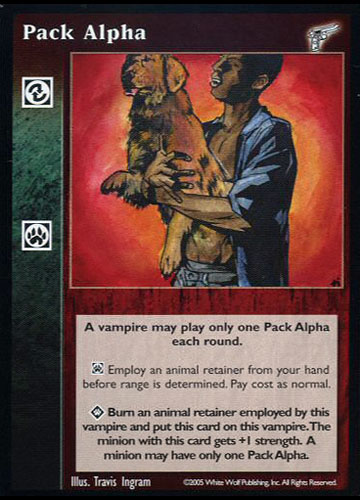 Pack Alpha
A vampire may play only one Pack Alpha
each round.
Employ an animal retainer from your hand
before range is determined. Pay cost as normal.
Burn an animal retainer employed by this
vampire and put this card on this vampire. The
minion with this card gets +1 strength. A
minion may have only one Pack Alpha.
Illus. Travis Ingram ©2005 White Wolf Publishing, Inc. All Rights Reserved.